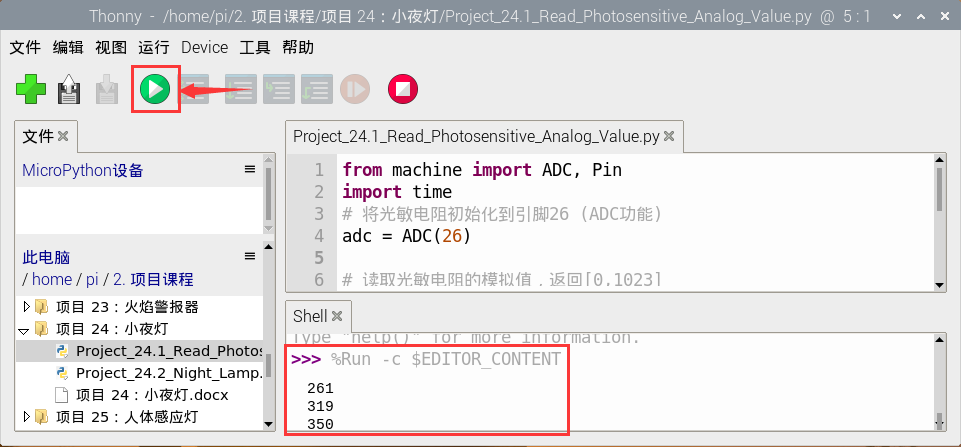 Thonny - /home/pi/2. 项目课程/项目 24：小夜灯/Project_24.1_Read_Photosensitive_Analog_Value.py @ 5 : 1
文件 编辑 视图 运行 Device 工具 帮助
文件
MicroPython设备
此电脑
/ home / pi / 2. 项目课程
项目 23：火焰警报器
项目 24：小夜灯
Project_24.1_Read_Photos
Project_24.2_Night_Lamp.
项目 24：小夜灯.docx
项目 25：人体感应灯
Project_24.1_Read_Photosensitive_Analog_Value.py
1 from machine import ADC, Pin
2 import time
3 # 将光敏电阻初始化到引脚26 (ADC功能)
4 adc = ADC(26)
5
6 # 读取光敏电阻的模拟值，返回[0,1023]
Shell
Type "help()" for more information.
>>> %Run -c $EDITOR_CONTENT
261
319
350